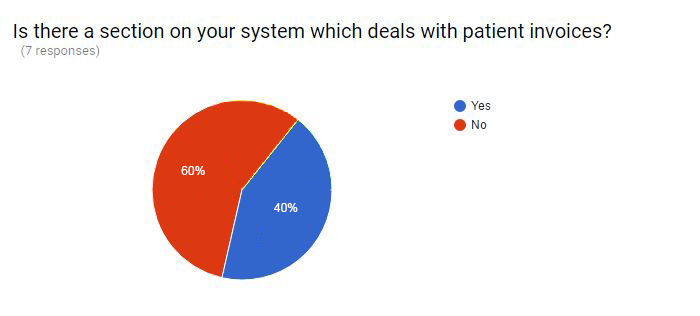 Is there a section on your system which deals with patient invoices?
(7 responses)
Yes
No
60%
40%